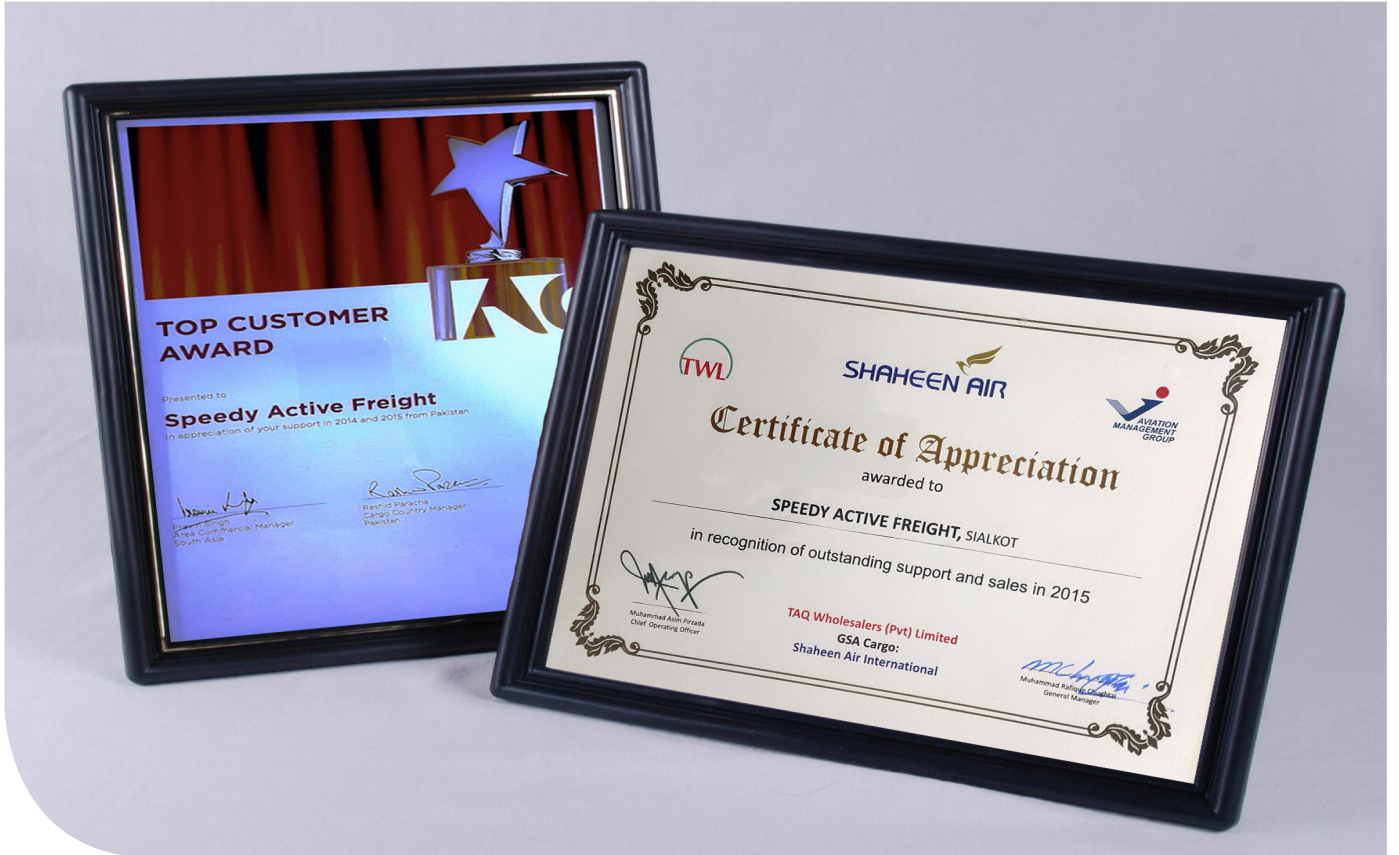 TOP CUSTOMER
AWARD
Presented to
Speedy Active Freight
In appreciation of your support in 2014 and 2015 from Pakistan
Pravin Singh
Area Commercial Manager
South Asia
Rashid Paracha
Cargo Country Manager
Pakistan
TWL
SHAHEEN AIR
AVIATION
MANAGEMENT
GROUP
Certificate of Appreciation
awarded to
SPEEDY ACTIVE FREIGHT, SIALKOT
in recognition of outstanding support and sales in 2015
Muhammad Asim Pirzada
Chief Operating Officer
TAQ Wholesalers (Pvt) Limited
GSA Cargo:
Shaheen Air International
Muhammad Rafique Chughtai
General Manager